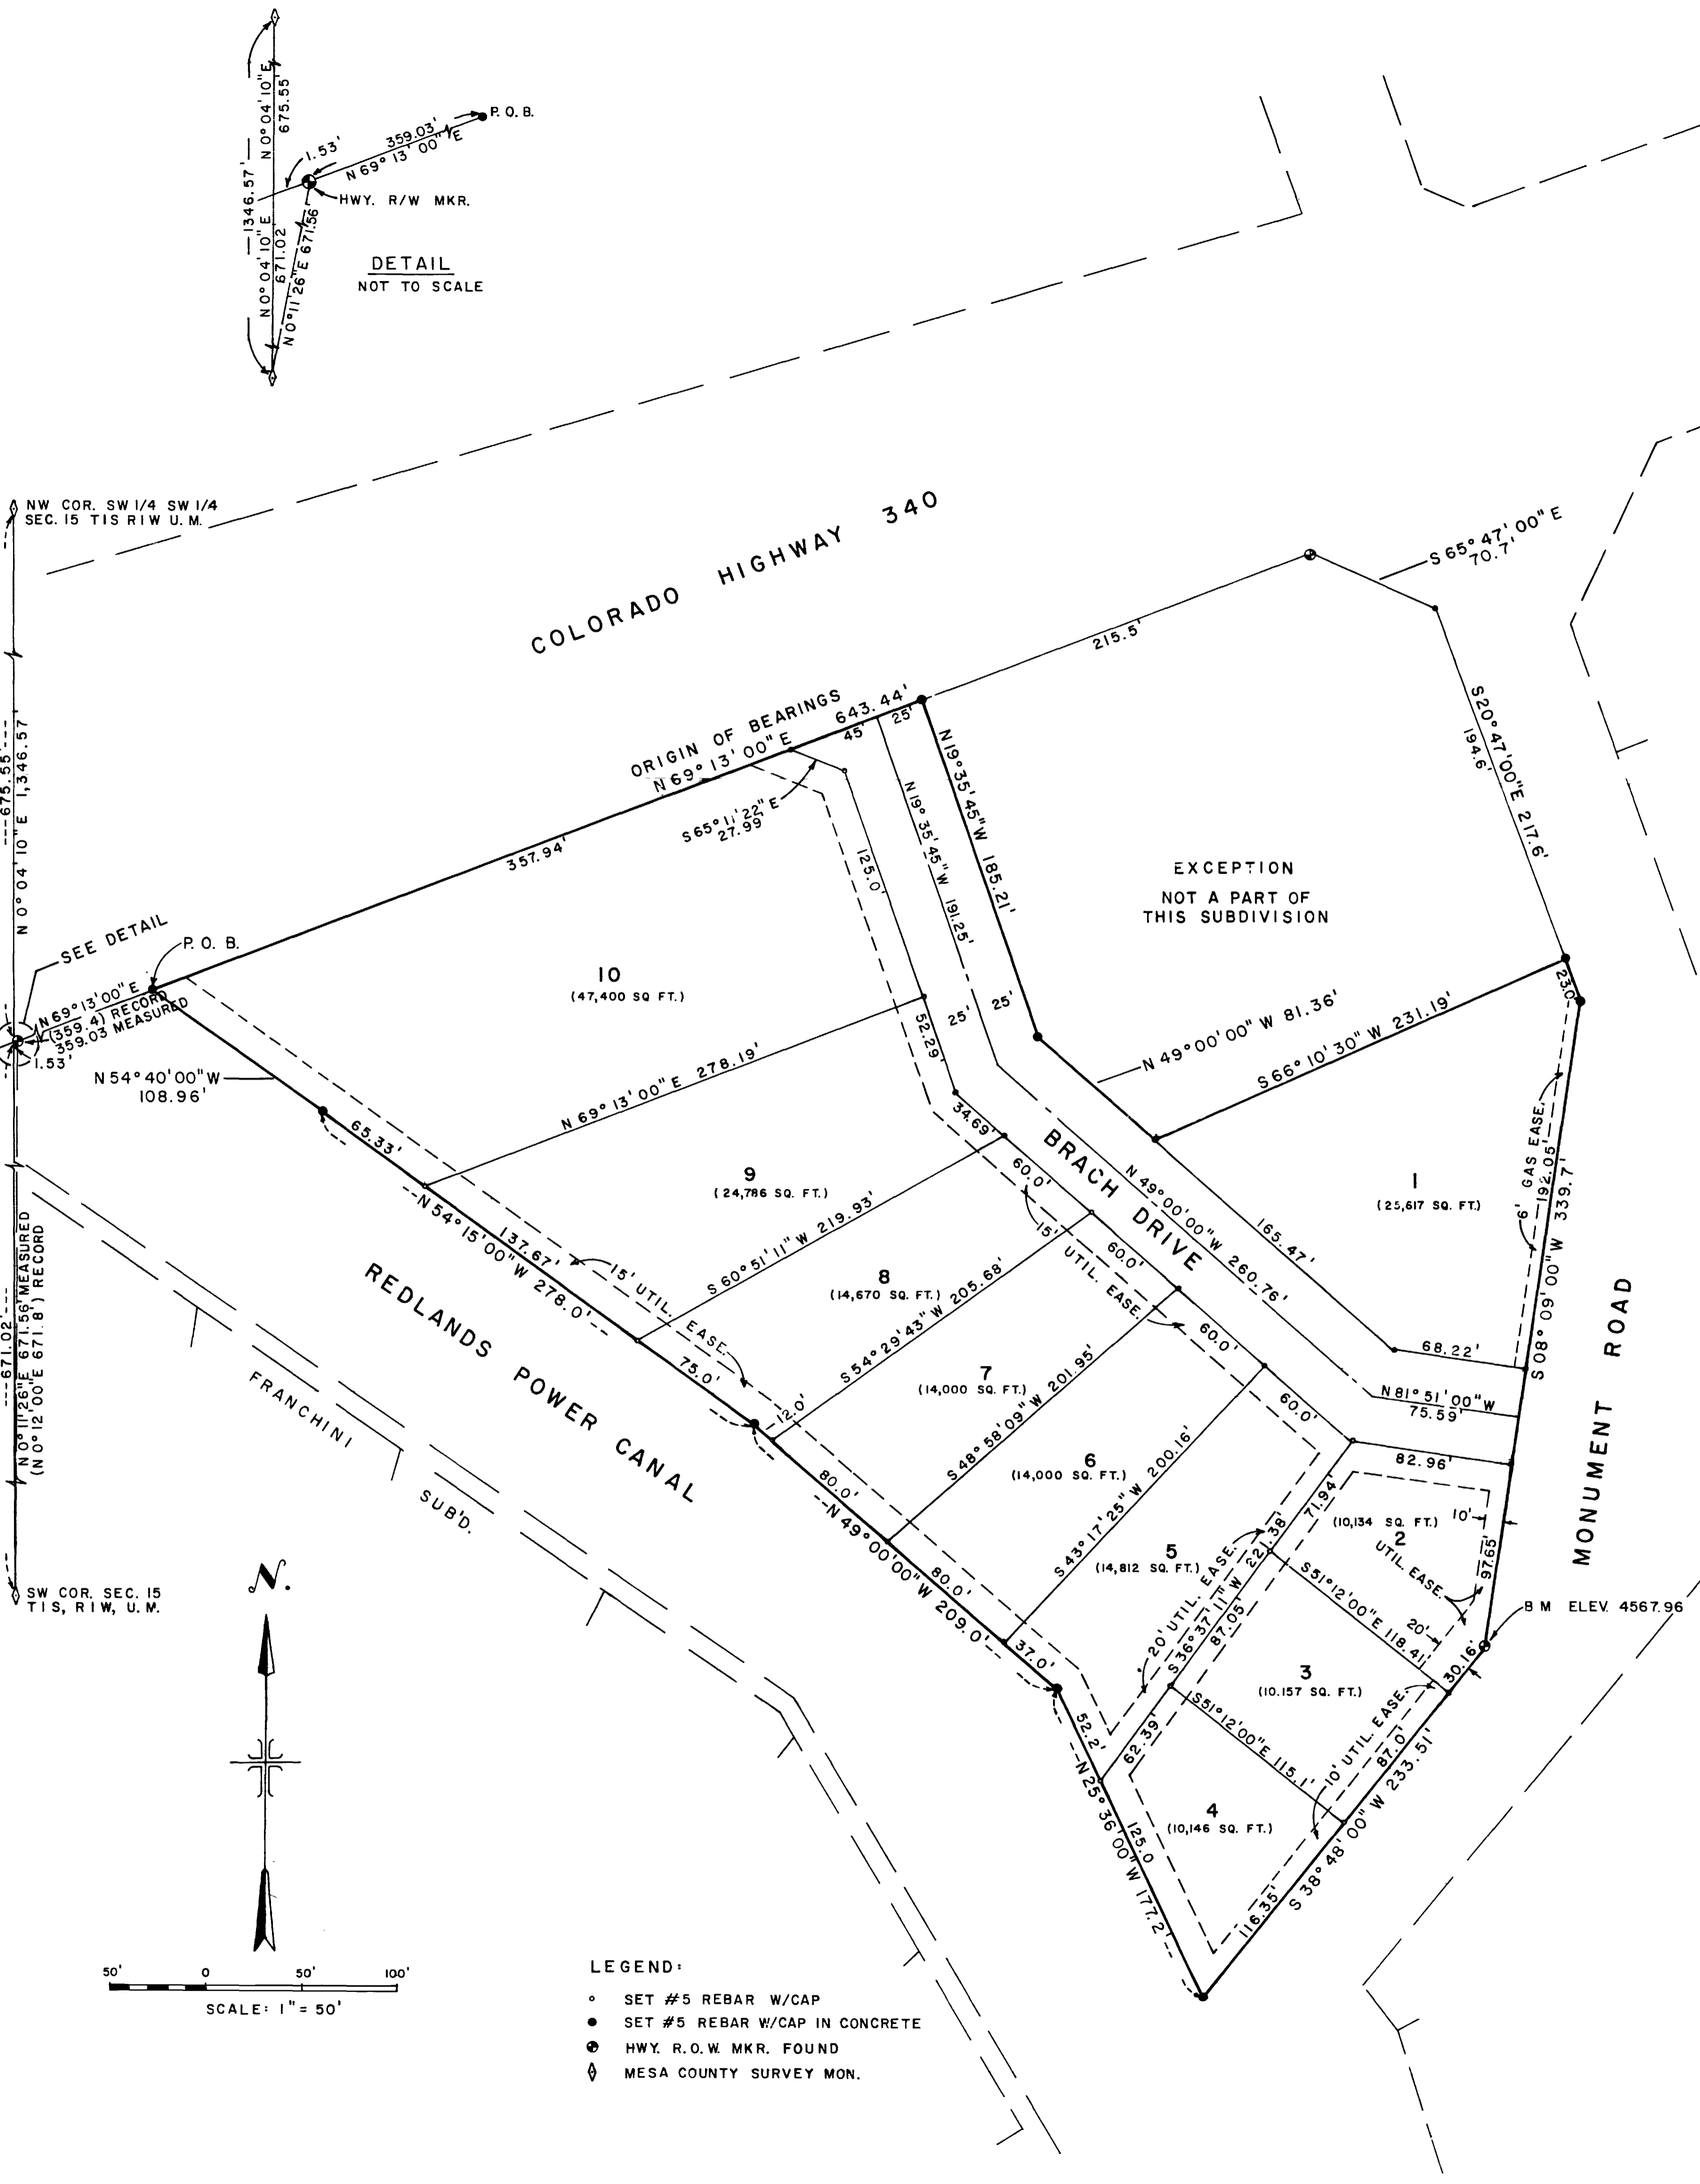 N 0° 04' 10" E
675.55'
1346.57'
N 0° 04' 10" E
671.02'
N 0° 11' 26" E 671.56'
1.53'
359.03'
N 69° 13' 00" E
P. O. B.
HWY. R/W MKR.
DETAIL
NOT TO SCALE
NW COR. SW 1/4 SW 1/4
SEC. 15 T1S R1W U.M.
COLORADO HIGHWAY 340
S 65° 47' 00" E
70.7'
215.5'
S 20° 47' 00" E 217.6'
194.6'
23.0'
ORIGIN OF BEARINGS
N 69° 13' 00" E
643.44'
45'
25'
357.94'
S 65° 11' 22" E
27.99'
N 19° 35' 45" W 185.21'
N 19° 35' 45" W 191.25'
125.0'
EXCEPTION
NOT A PART OF
THIS SUBDIVISION
675.55'
N 0° 04' 10" E 1,346.57'
SEE DETAIL
P. O. B.
N 69° 13' 00" E
(359.4) RECORD
359.03 MEASURED
1.53'
N 54° 40' 00" W
108.96'
10
(47,400 SQ FT.)
25'
25'
52.29'
N 69° 13' 00" E 278.19'
N 49° 00' 00" W 81.36'
S 66° 10' 30" W 231.19'
65.33'
34.69'
9
(24,786 SQ. FT.)
BRACH DRIVE
N 49° 00' 00" W 260.76'
165.47'
1
(25,617 SQ. FT.)
6' GAS EASE.
192.05'
S 08° 09' 00" W 339.7'
N 54° 15' 00" W 278.0'
137.67'
15' UTIL. EASE.
S 60° 51' 11" W 219.93'
60.0'
15' UTIL. EASE.
60.0'
8
(14,670 SQ. FT.)
S 54° 29' 43" W 205.68'
60.0'
68.22'
N 81° 51' 00" W
75.59'
MONUMENT ROAD
671.02'
N 0° 11' 26" E 671.56' MEASURED
(N 0° 12' 00" E 671.8') RECORD
REDLANDS POWER CANAL
FRANCHINI SUB'D.
75.0'
12.0'
7
(14,000 SQ. FT.)
S 48° 58' 09" W 201.95'
60.0'
82.96'
80.0'
6
(14,000 SQ. FT.)
S 43° 17' 25" W 200.16'
N 49° 00' 00" W 209.0'
80.0'
37.0'
5
(14,812 SQ. FT.)
71.94'
20' UTIL. EASE.
S 36° 37' 11" W 221.38'
87.05'
62.39'
(10,134 SQ. FT.)
2
UTIL. EASE.
10'
97.65'
S 51° 12' 00" E 118.41'
20'
B M ELEV. 4567.96
30.16'
SW COR. SEC. 15
T1S, R1W, U.M.
N.
3
(10,157 SQ. FT.)
S 51° 12' 00" E 115.1'
10' UTIL. EASE.
87.0'
S 38° 48' 00" W 233.51'
52.2'
N 25° 36' 00" W 177.2'
125.0
4
(10,146 SQ. FT.)
116.35'
50' 0 50' 100'
SCALE: 1" = 50'
LEGEND:
SET #5 REBAR W/CAP
SET #5 REBAR W/CAP IN CONCRETE
HWY. R.O.W. MKR. FOUND
MESA COUNTY SURVEY MON.